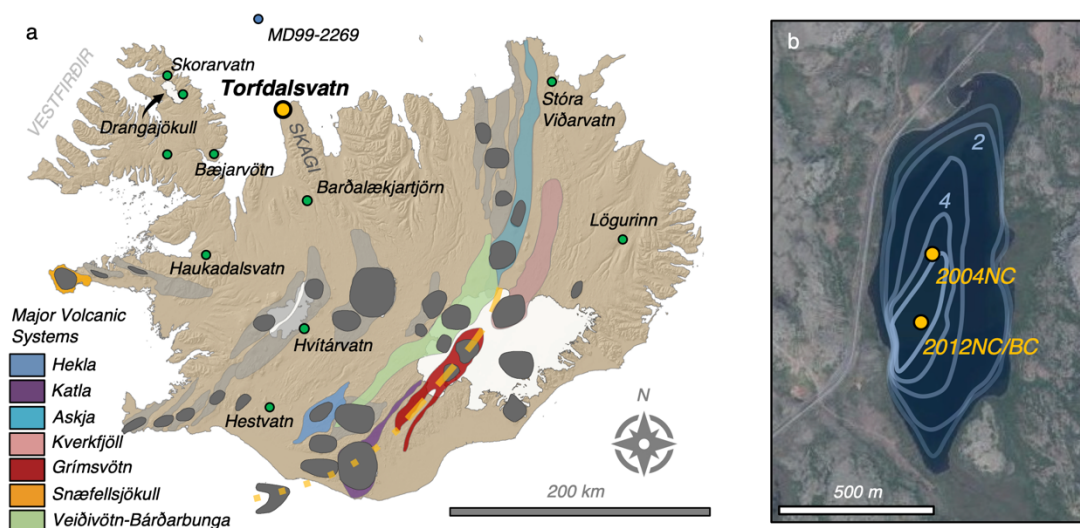 a
MD99-2269
Skorarvatn
Torfdalsvatn
VESTFIRÐIR
Drangajökull
SKAGI
Stóra
Viðarvatn
Bæjarvötn
Barðalækjartjörn
Lögurinn
Haukadalsvatn
Major Volcanic
Systems
Hekla
Katla
Askja
Kverkfjöll
Grímsvötn
Snæfellsjökull
Veiðivötn-Bárðarbunga
Hvítárvatn
Hestvatn
N
200 km
b
2
4
2004NC
2012NC/BC
500 m